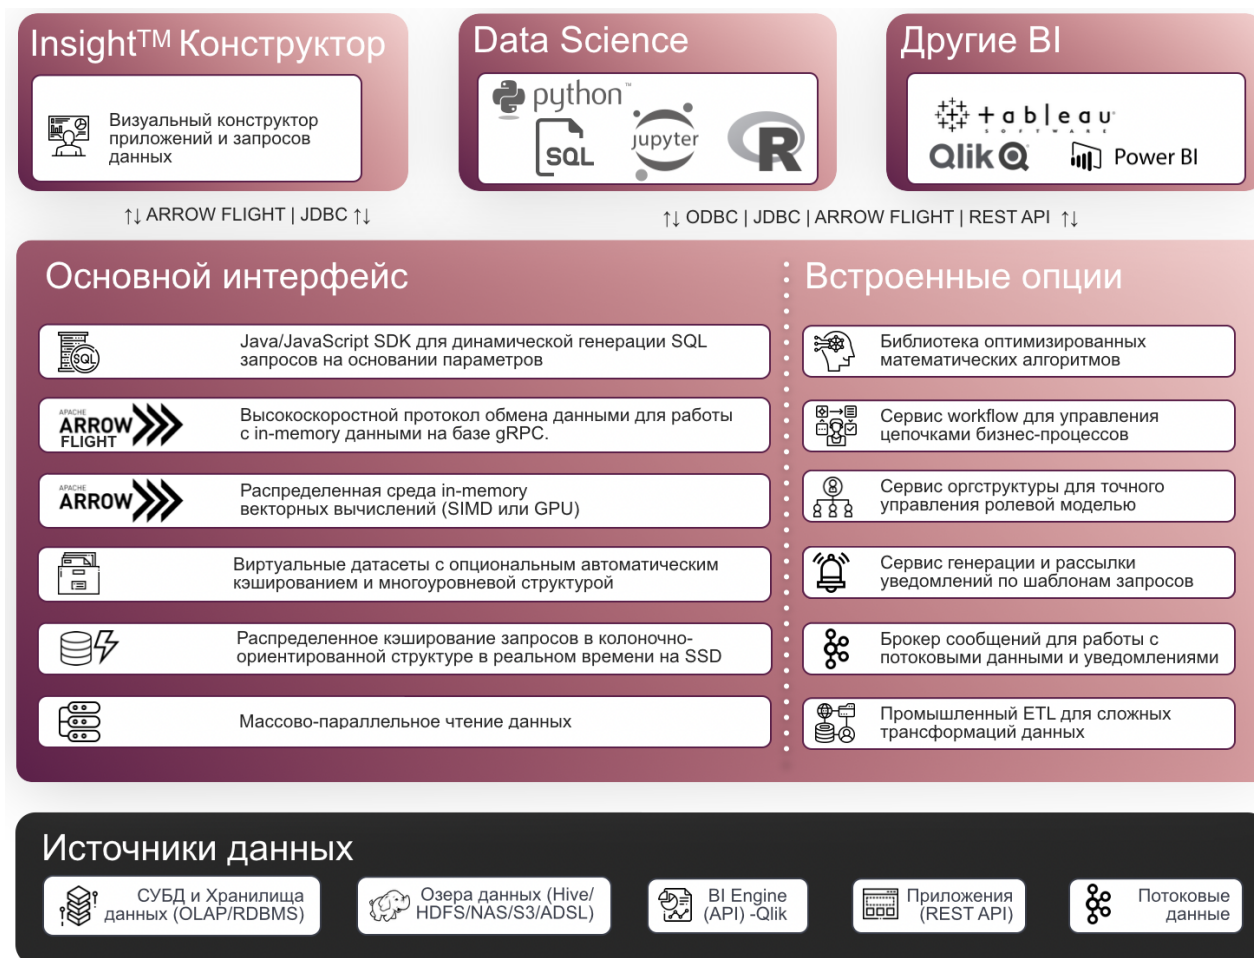 Insight™ Конструктор
Визуальный конструктор
приложений и запросов
данных
Data Science
python™
SQL
jupyter
R
Другие BI
+ a b l e a u
SOFTWARE
Qlik
Power BI
↑↓ ARROW FLIGHT | JDBC ↑↓
↑↓ ODBC | JDBC | ARROW FLIGHT | REST API ↑↓
Основной интерфейс
SQL
Java/JavaScript SDK для динамической генерации SQL
запросов на основании параметров
APACHE
ARROW
FLIGHT
Высокоскоростной протокол обмена данными для работы
с in-memory данными на базе gRPC.
APACHE
ARROW
Распределенная среда in-memory
векторных вычислений (SIMD или GPU)
Виртуальные датасеты с опциональным автоматическим
кэшированием и многоуровневой структурой
Распределенное кэширование запросов в колоночно-
ориентированной структуре в реальном времени на SSD
Массово-параллельное чтение данных
Встроенные опции
Библиотека оптимизированных
математических алгоритмов
Сервис workflow для управления
цепочками бизнес-процессов
Сервис оргструктуры для точного
управления ролевой моделью
Сервис генерации и рассылки
уведомлений по шаблонам запросов
Брокер сообщений для работы с
потоковыми данными и уведомлениями
Промышленный ETL для сложных
трансформаций данных
Источники данных
СУБД и Хранилища
данных (OLAP/RDBMS)
Озера данных (Hive/
HDFS/NAS/S3/ADSL)
BI Engine
(API) -Qlik
Приложения
(REST API)
Потоковые
данные